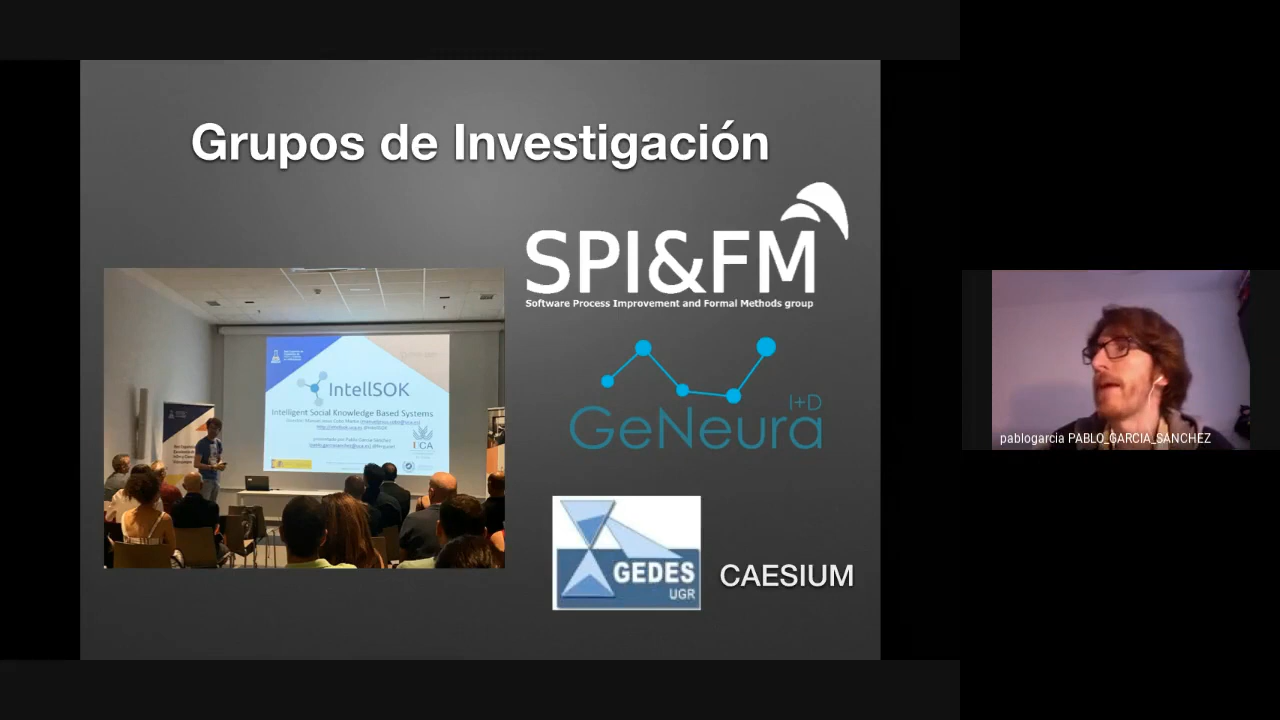 Grupos de Investigación
SPI&FM
Software Process Improvement and Formal Methods group
IntellSOK
Intelligent Social Knowledge Based Systems
UCA
I+D
GeNeura
GEDES
UGR
CAESIUM
pablogarcia PABLO_GARCIA_SANCHEZ